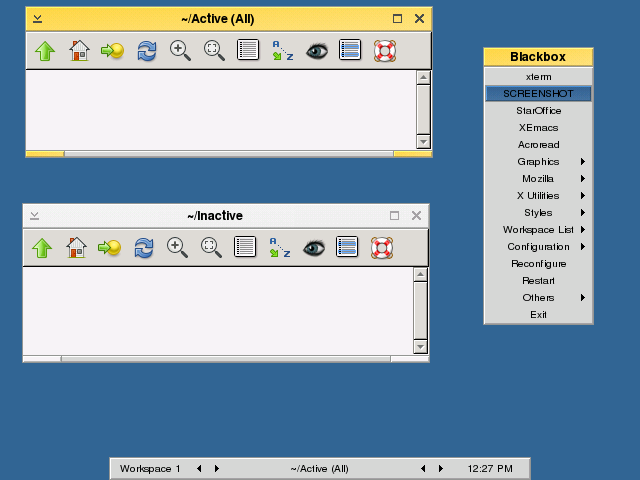 ~/Active (All)
A
Z
~/Inactive
A
Z
Blackbox
xterm
SCREENSHOT
StarOffice
XEmacs
Acroread
Graphics
Mozilla
X Utilities
Styles
Workspace List
Configuration
Reconfigure
Restart
Others
Exit
Workspace 1
~/Active (All)
12:27 PM